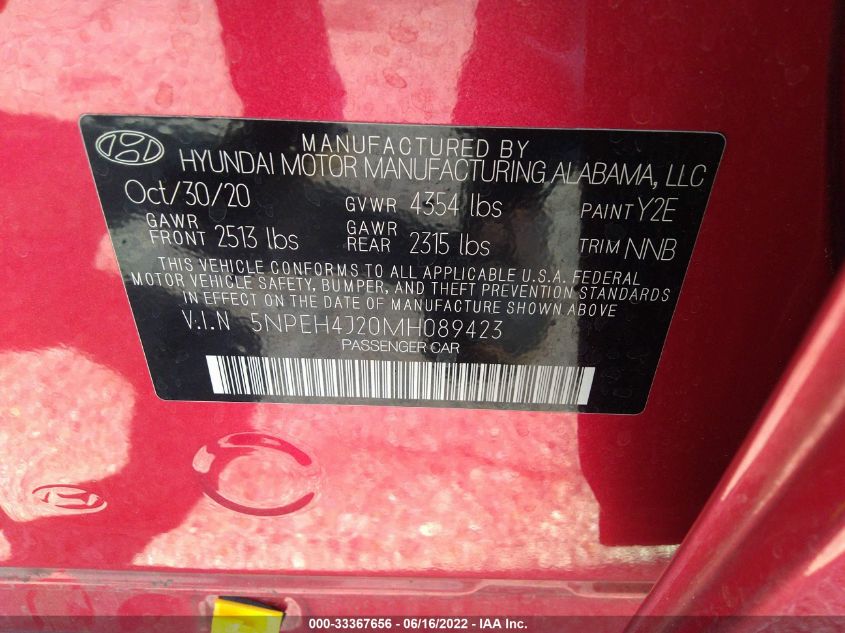 MANUFACTURED BY
HYUNDAI MOTOR MANUFACTURING ALABAMA, LLC
Oct/30/20 GVWR 4354 lbs PAINT Y2E
GAWR FRONT 2513 lbs GAWR REAR 2315 lbs TRIM NNB
THIS VEHICLE CONFORMS TO ALL APPLICABLE U.S.A. FEDERAL
MOTOR VEHICLE SAFETY, BUMPER, AND THEFT PREVENTION STANDARDS
IN EFFECT ON THE DATE OF MANUFACTURE SHOWN ABOVE.
V.I.N 5NPEH4J20MH089423
PASSENGER CAR
000-33367656 - 06/16/2022 - IAA Inc.